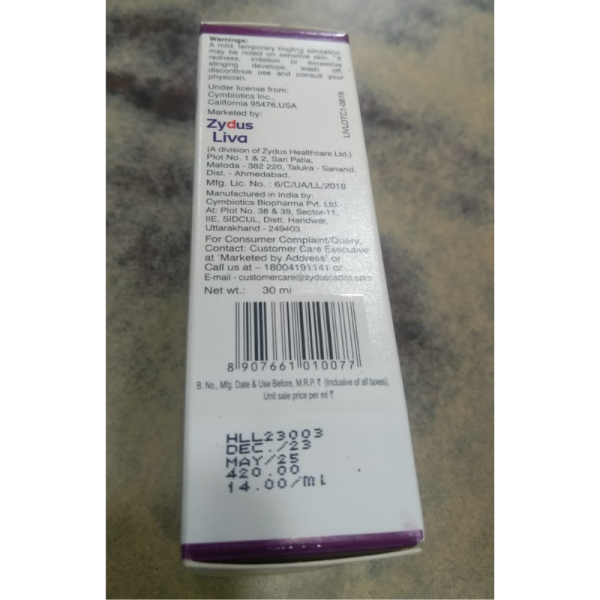 Warnings:
A mild, temporary tingling sensation
may be noted on sensitive skin. If
redness, irritation or excessive
stinging develops, wash off,
discontinue use and consult your
physician.
Under license from:
Cymbiotics Inc.,
California 95476,USA
Marketed by:
Zydus
Liva
(A division of Zydus Healthcare Ltd.)
Plot No. 1 & 2, Sari Patia,
Matoda - 382 220, Taluka - Sanand,
Dist. - Ahmedabad.
Mfg. Lic. No. : 6/C/UA/LL/2018
Manufactured in India by:
Cymbiotics Biopharma Pvt. Ltd.
At: Plot No. 38 & 39, Sector-11,
IIE, SIDCUL, Distt. Haridwar,
Uttarakhand - 249403
For Consumer Complaint/Query,
Contact: Customer Care Executive
at 'Marketed by Address' or
Call us at - 18004191141 or
E-mail - customercare@zyduscadila.com
Net wt.: 30 ml
8 907661 010077
B. No., Mfg. Date & Use Before, M.R.P. ₹ (Inclusive of all taxes),
Unit sale price per ml ₹
HLL23003
DEC./23
MAY/25
420.00
14.00/ML